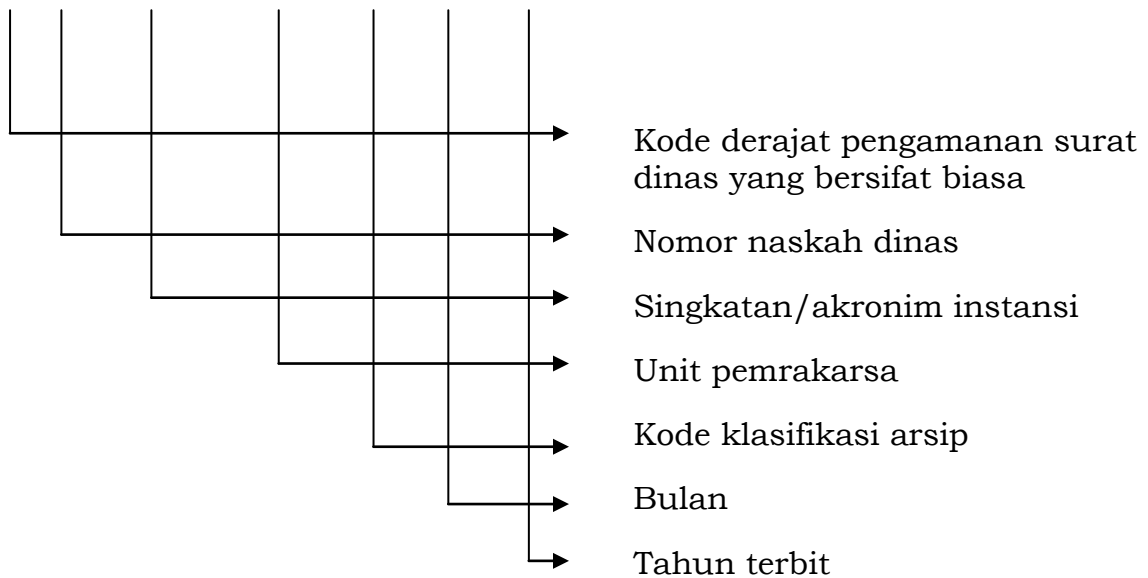 Kode derajat pengamanan surat
dinas yang bersifat biasa
Nomor naskah dinas
Singkatan/akronim instansi
Unit pemrakarsa
Kode klasifikasi arsip
Bulan
Tahun terbit